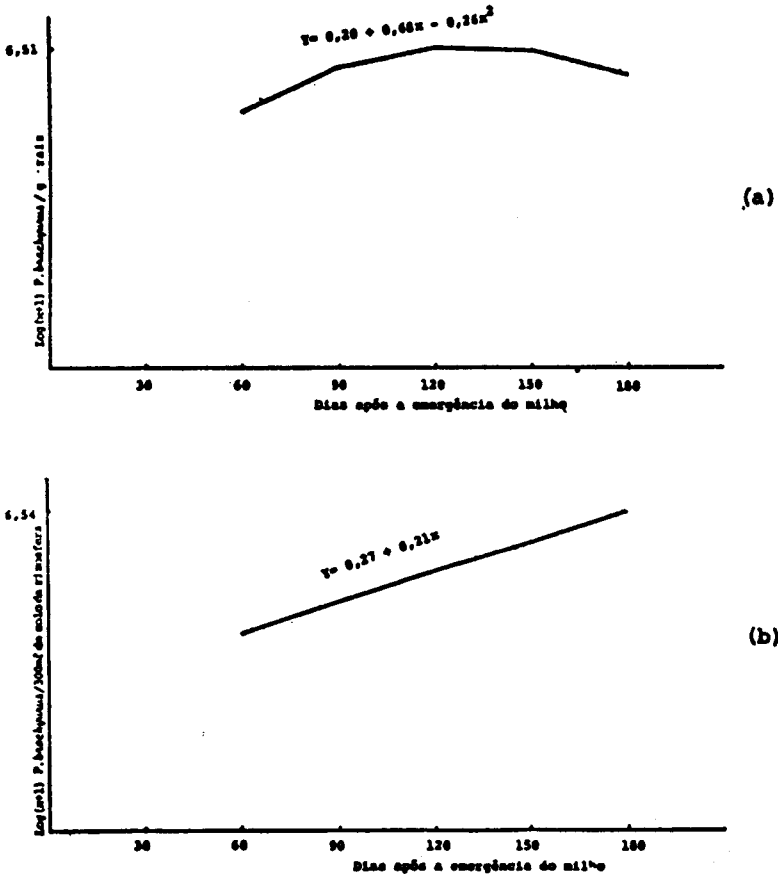 Y= 0,20 + 0,68x - 0,26x²
6,51
Log(x+1) P.brachyurus/g raiz
(a)
30 60 90 120 150 180
Dias após a emergência do milho
6,54
Y= 0,27 + 0,21x
Log(x+1) P.brachyurus/300ml de solo da rizosfera
(b)
30 60 90 120 150 180
Dias após a emergência do milho